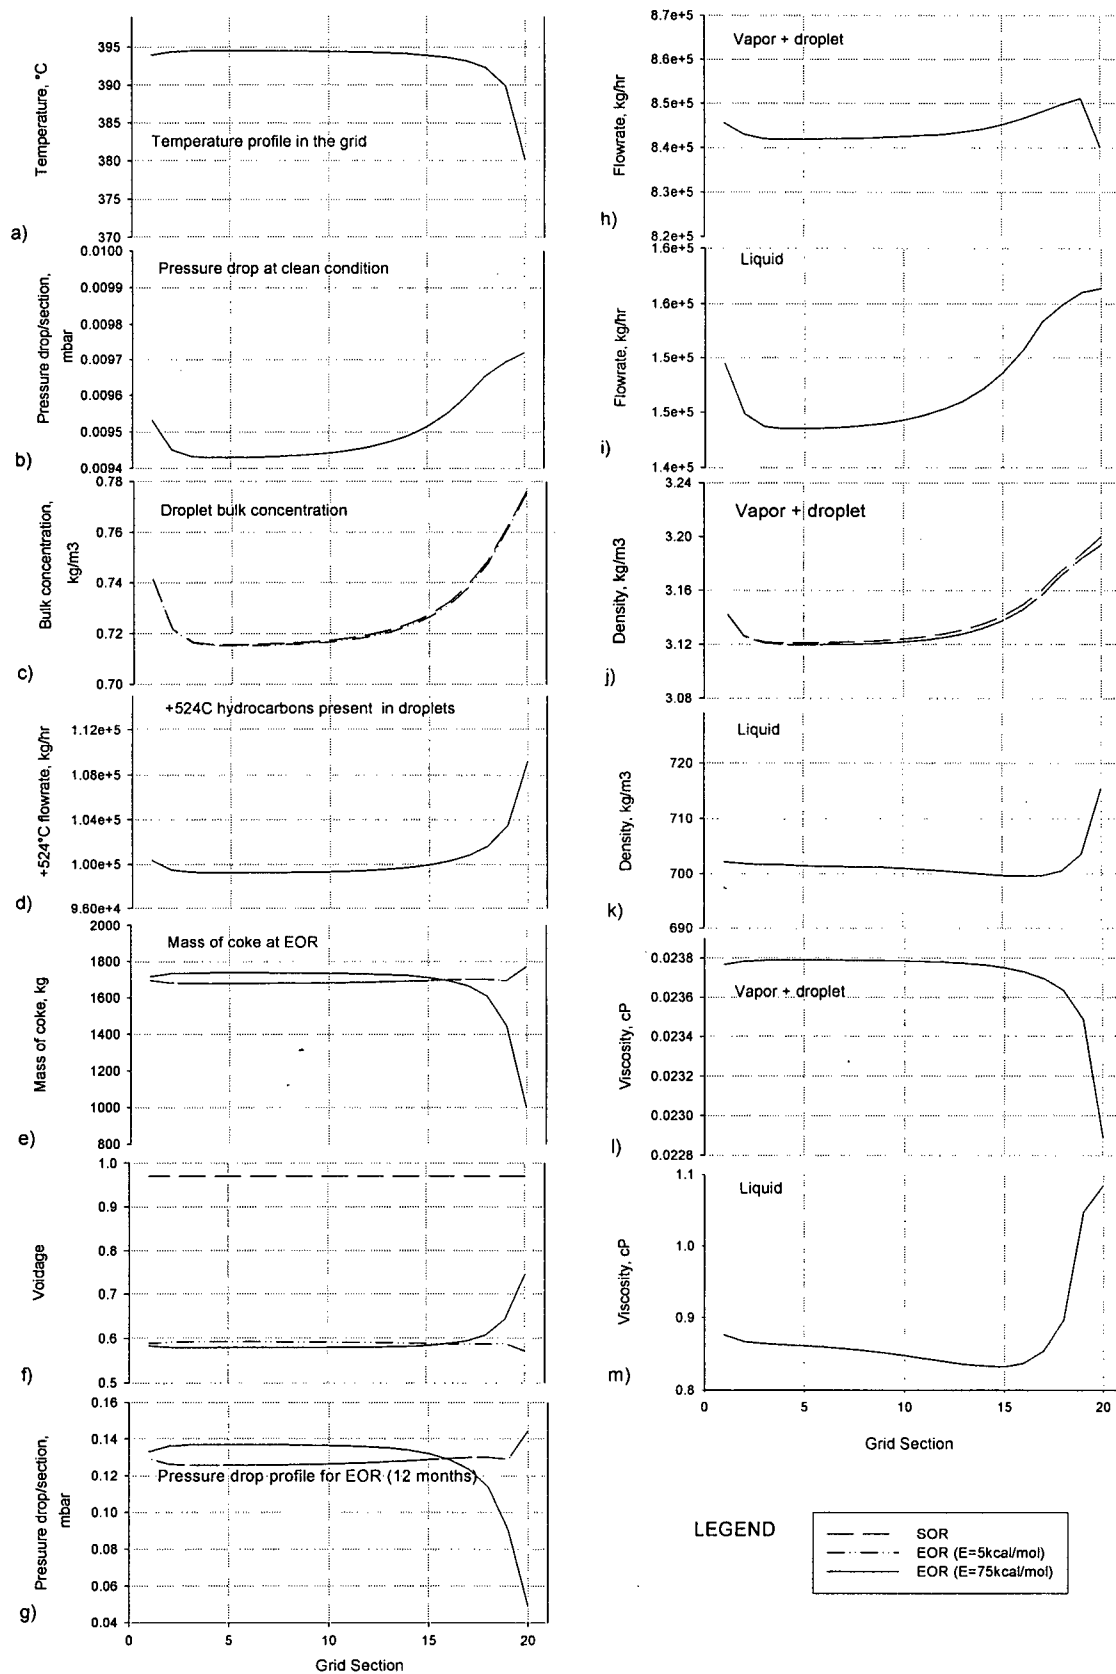 395
390
385
380
375
370
Temperature, °C
Temperature profile in the grid
a)
0.0100
0.0099
0.0098
0.0097
0.0096
0.0095
0.0094
Pressure drop/section,
mbar
Pressure drop at clean condition
b)
0.78
0.76
0.74
0.72
0.70
Bulk concentration,
kg/m3
Droplet bulk concentration
c)
1.12e+5
1.08e+5
1.04e+5
1.00e+5
9.60e+4
+524°C flowrate, kg/hr
+524C hydrocarbons present in droplets
d)
2000
1800
1600
1400
1200
1000
800
Mass of coke, kg
Mass of coke at EOR
e)
1.0
0.9
0.8
0.7
0.6
0.5
Voidage
f)
0.16
0.14
0.12
0.10
0.08
0.06
0.04
Presuure drop/section,
mbar
Pressure drop profile for EOR (12 months)
g)
0 5 10 15 20
Grid Section
8.7e+5
8.6e+5
8.5e+5
8.4e+5
8.3e+5
8.2e+5
Flowrate, kg/hr
Vapor + droplet
h)
1.6e+5
1.6e+5
1.5e+5
1.5e+5
1.4e+5
Flowrate, kg/hr
Liquid
i)
3.24
3.20
3.16
3.12
3.08
Density, kg/m3
Vapor + droplet
j)
720
710
700
690
Density, kg/m3
Liquid
k)
0.0238
0.0236
0.0234
0.0232
0.0230
0.0228
Viscosity, cP
Vapor + droplet
l)
1.1
1.0
0.9
0.8
Viscosity, cP
Liquid
m)
0 5 10 15 20
Grid Section
LEGEND
SOR
EOR (E=5kcal/mol)
EOR (E=75kcal/mol)